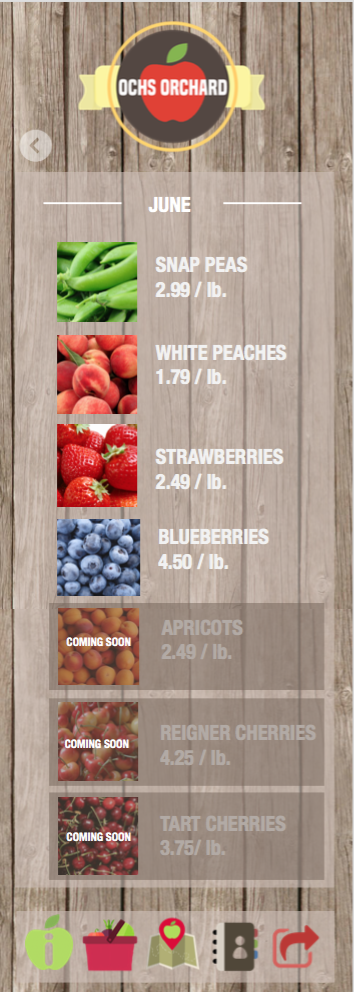 OCHS ORCHARD
JUNE
SNAP PEAS
2.99 / lb.
WHITE PEACHES
1.79 / lb.
STRAWBERRIES
2.49 / lb.
BLUEBERRIES
4.50 / lb.
COMING SOON
APRICOTS
2.49 / lb.
COMING SOON
REIGNER CHERRIES
4.25 / lb.
COMING SOON
TART CHERRIES
3.75/ lb.
i